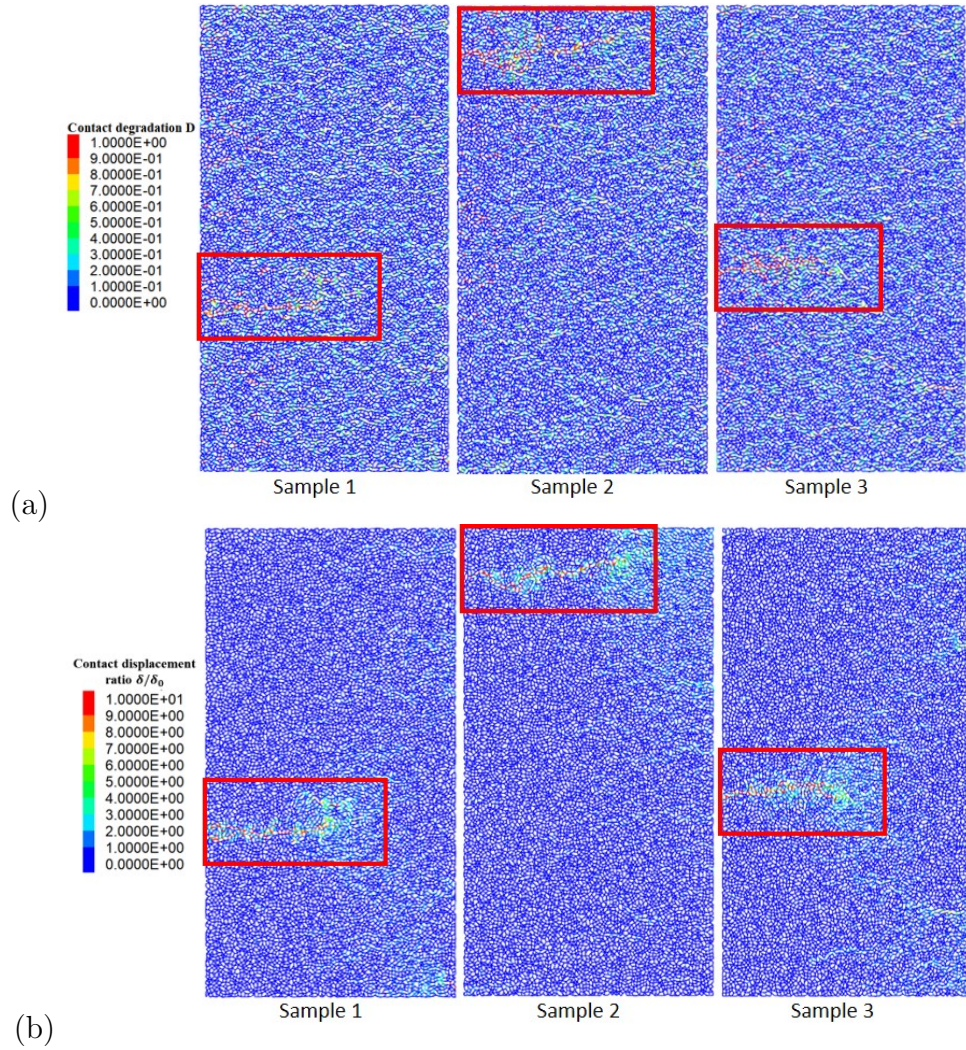 Contact degradation D
1.0000E+00
9.0000E-01
8.0000E-01
7.0000E-01
6.0000E-01
5.0000E-01
4.0000E-01
3.0000E-01
2.0000E-01
1.0000E-01
0.0000E+00
(a)
Sample 1
Sample 2
Sample 3
Contact displacement
ratio δ/δ₀
1.0000E+01
9.0000E+00
8.0000E+00
7.0000E+00
6.0000E+00
5.0000E+00
4.0000E+00
3.0000E+00
2.0000E+00
1.0000E+00
0.0000E+00
(b)
Sample 1
Sample 2
Sample 3